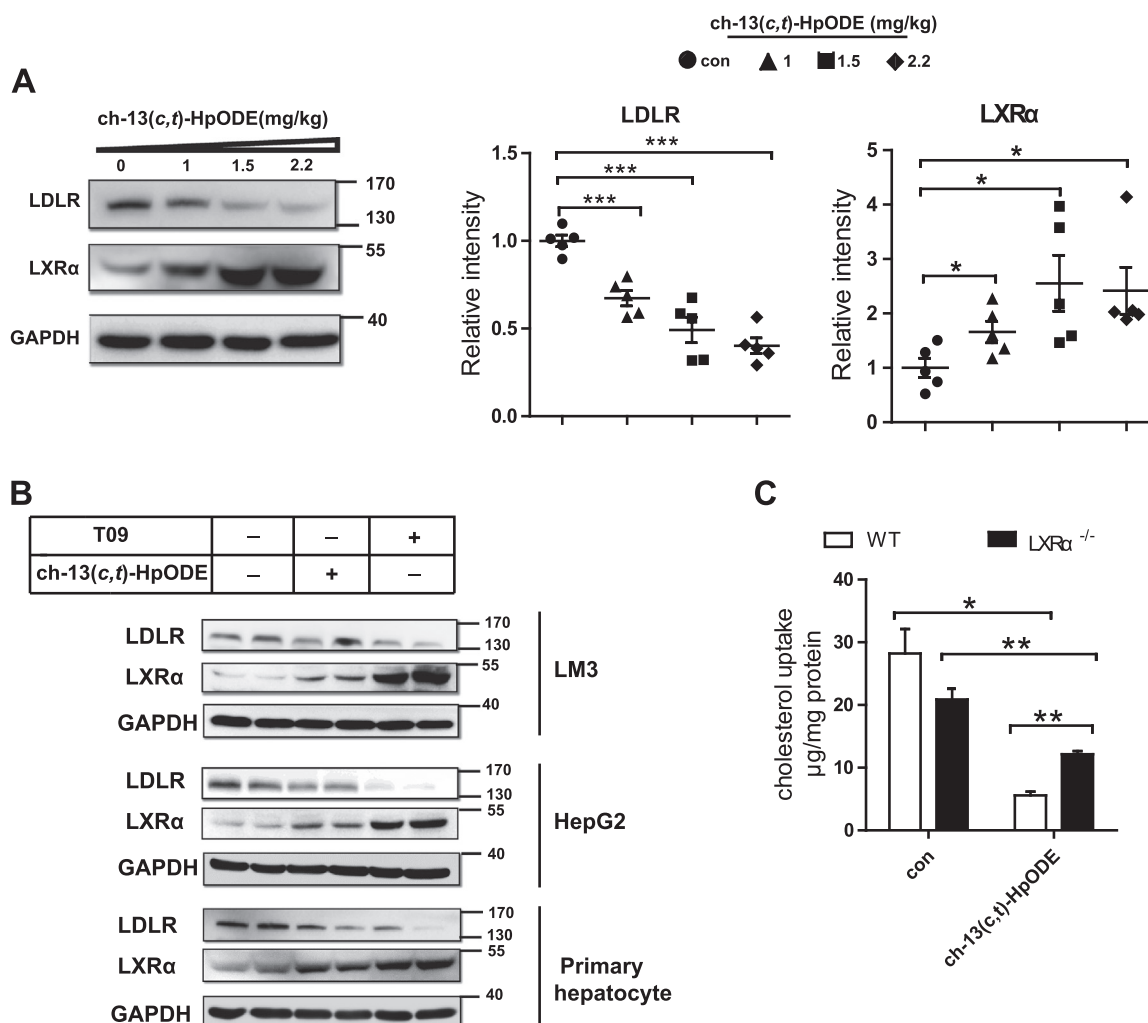 ch-13(c,t)-HpODE (mg/kg)
con 1 1.5 2.2
A
ch-13(c,t)-HpODE(mg/kg)
0 1 1.5 2.2
LDLR 170
130
LXRα 55
GAPDH 40
LDLR
***
***
***
Relative intensity
1.5
1.0
0.5
0.0
LXRα
*
*
*
Relative intensity
5
4
3
2
1
0
B
T09 – – +
ch-13(c,t)-HpODE – + –
LDLR 170
130
LXRα 55
GAPDH 40
LM3
LDLR 170
130
LXRα 55
GAPDH 40
HepG2
LDLR 170
130
LXRα 55
GAPDH 40
Primary
hepatocyte
C
WT LXRα -/-
cholesterol uptake
µg/mg protein
40
30
20
10
0
*
**
**
con
ch-13(c,t)-HpODE